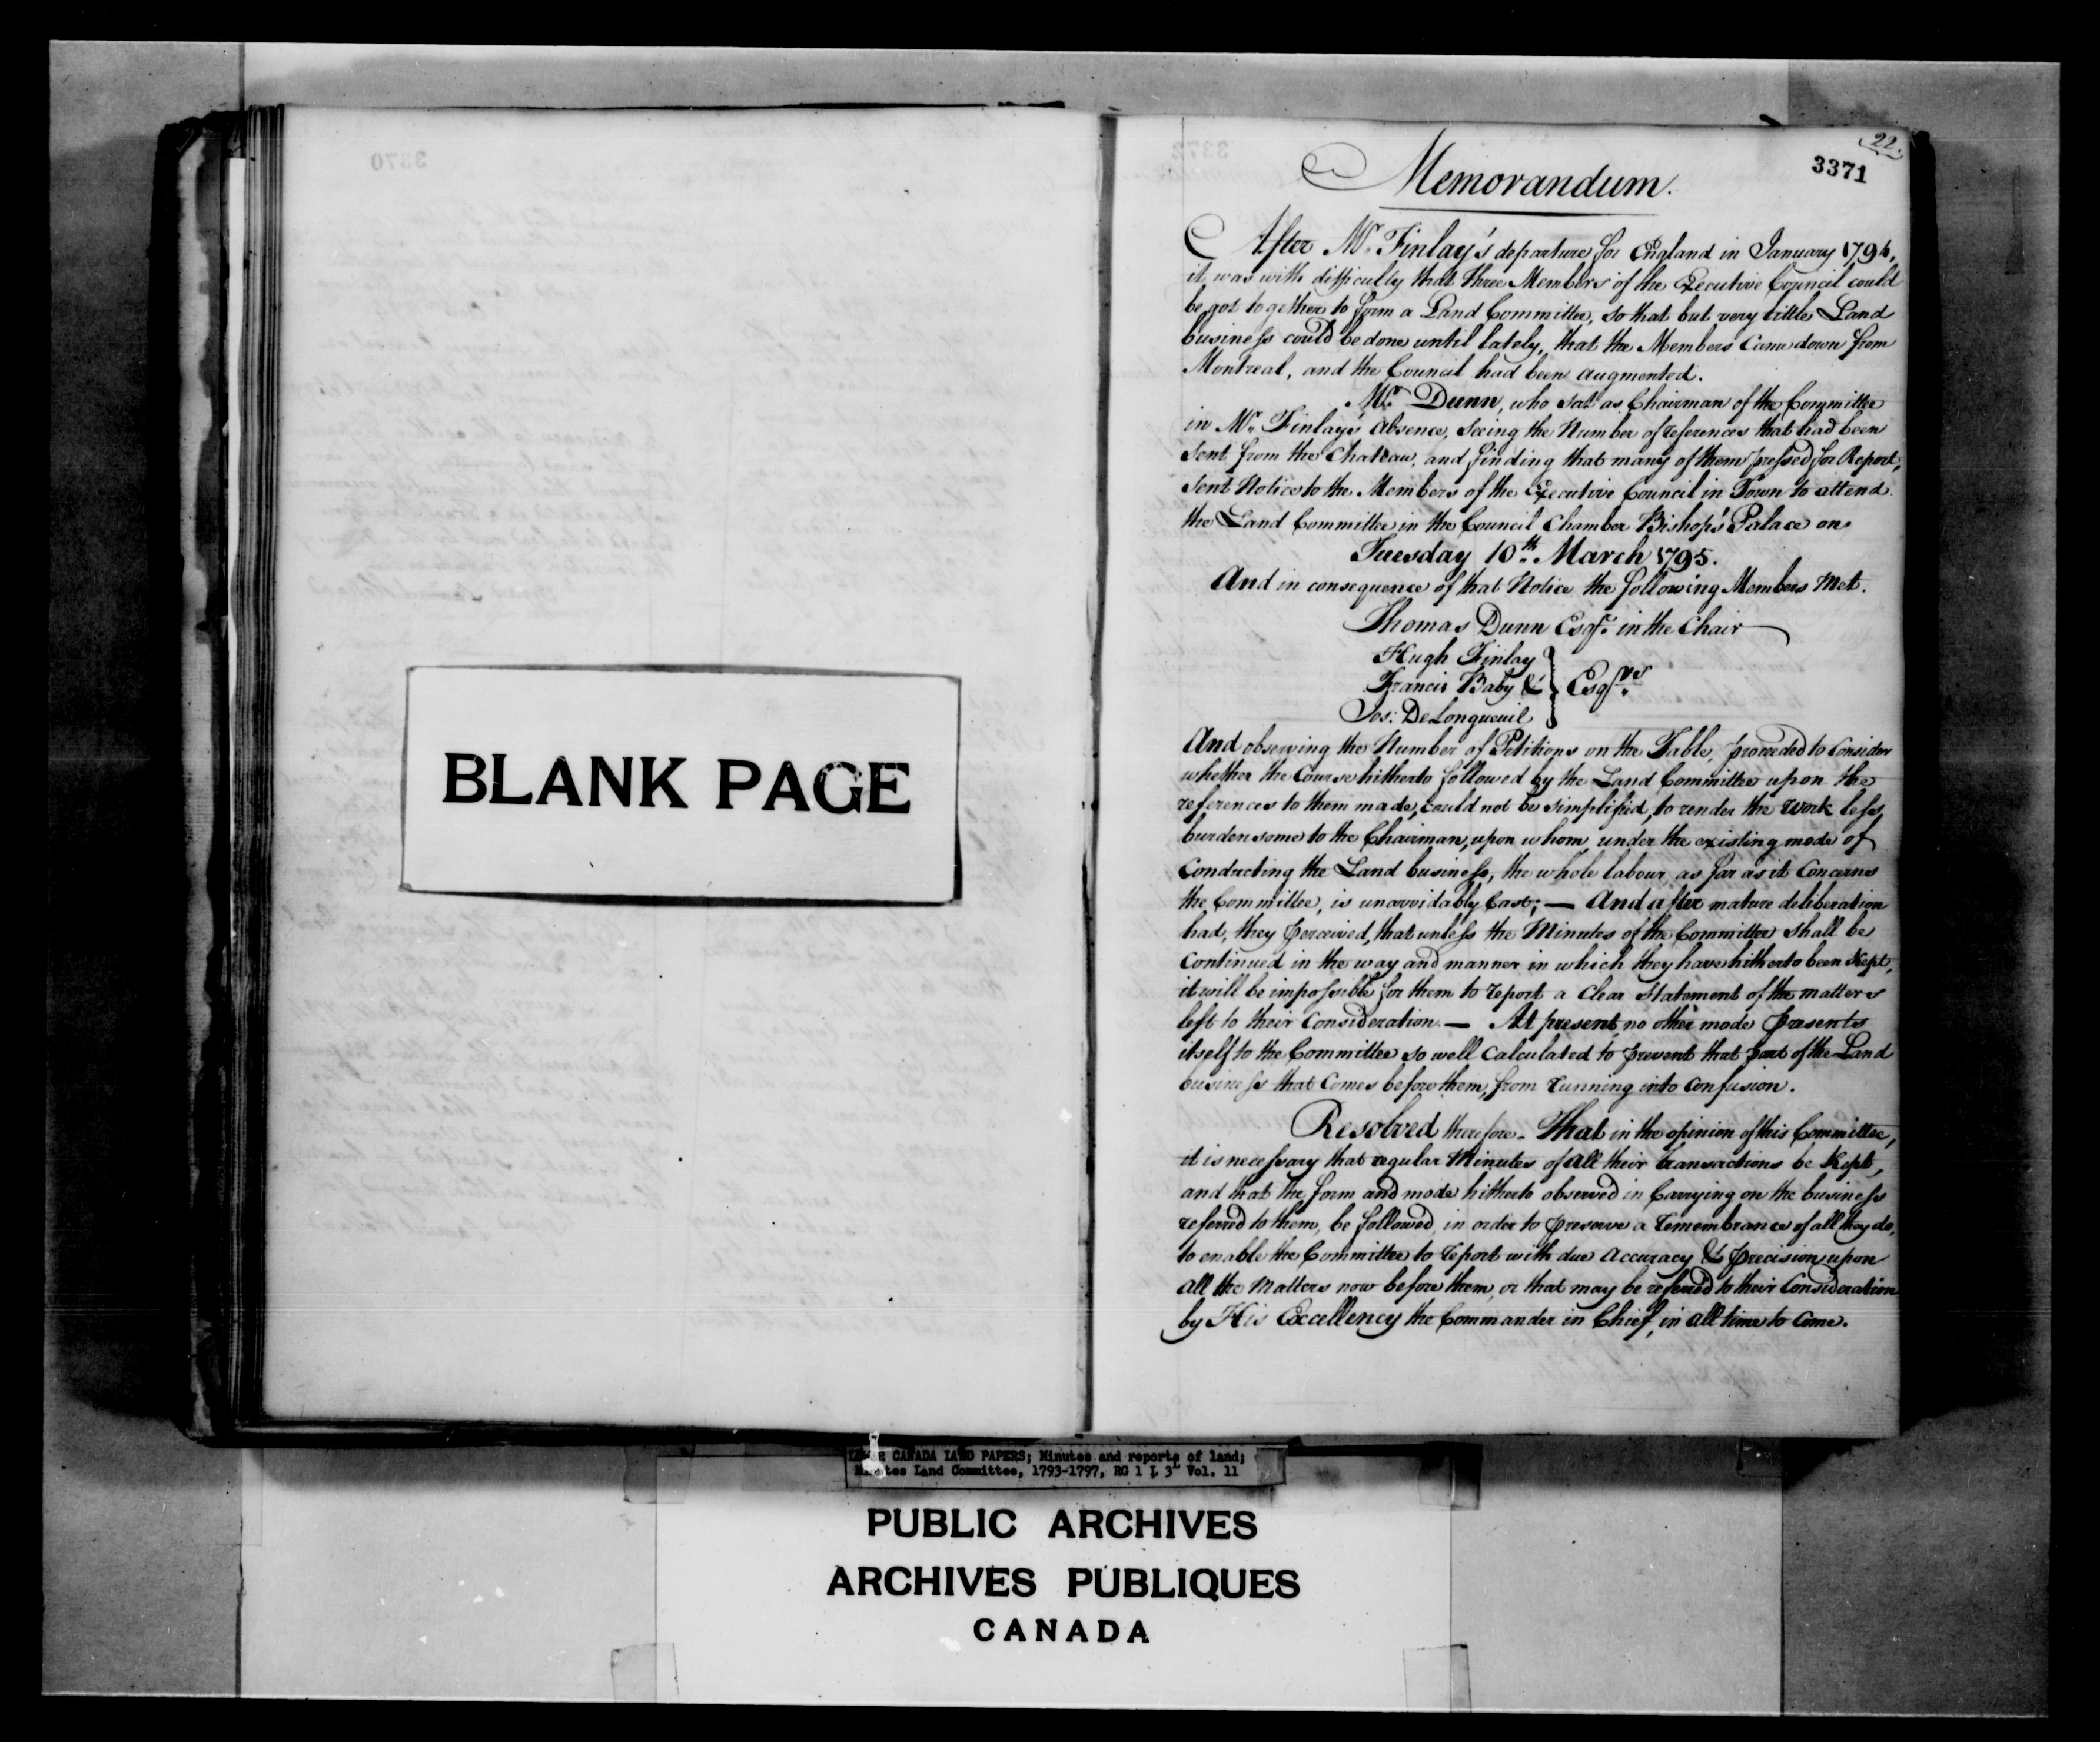 3370
BLANK PAGE
22.
3371
Memorandum.
After Mr. Finlay's departure for England in January 1794,
it was with difficulty that three Members of the Executive Council could
be got together to form a Land Committee, so that but very little Land
business could be done until lately, that the Members Came down from
Montreal, and the Council had been augmented.
Mr. Dunn, who sat as Chairman of the Committee
in Mr. Finlay's absence, seeing the Number of references that had been
sent from the Chateau, and finding that many of them pressed for Report,
sent Notice to the Members of the Executive Council in Town to attend
the Land Committee in the Council Chamber Bishop's Palace on
Tuesday 10th. March 1795.
And in consequence of that Notice the following Members Met.
Thomas Dunn Esqr. in the Chair
Hugh Finlay
Francis Baby & } Esqrs.
Jos: DeLongueuil
And observing the Number of Petitions on the Table, proceeded to Consider
whether the Course hitherto followed by the Land Committee upon the
references to them made, could not be simplified, to render the work less
burdensome to the Chairman, upon whom, under the existing mode of
Conducting the Land business, the whole labour, as far as it Concerns
the Committee, is unavoidably Cast; — And after mature deliberation
had, they perceived, that unless the Minutes of the Committee shall be
Continued in the way and manner in which they have hitherto been Kept,
it will be impossible for them to report a Clear Statement of the matters
left to their Consideration. — At present, no other mode presents
itself to the Committee so well Calculated to prevent that part of the Land
business that Comes before them, from running into Confusion.
Resolved therefore - That in the opinion of this Committee,
it is necessary that regular Minutes of all their transactions be Kept,
and that the form and mode hitherto observed in Carrying on the business
referred to them, be followed, in order to preserve a remembrance of all they do,
to enable the Committee to report with due Accuracy & precision upon
all the Matters now before them, or that may be referred to their Consideration
by His Excellency the Commander in Chief, in all time to Come.
LOWER CANADA LAND PAPERS; Minutes and reports of land;
Minutes Land Committee, 1793-1797, RG 1 L 3L Vol. 11
PUBLIC ARCHIVES
ARCHIVES PUBLIQUES
CANADA